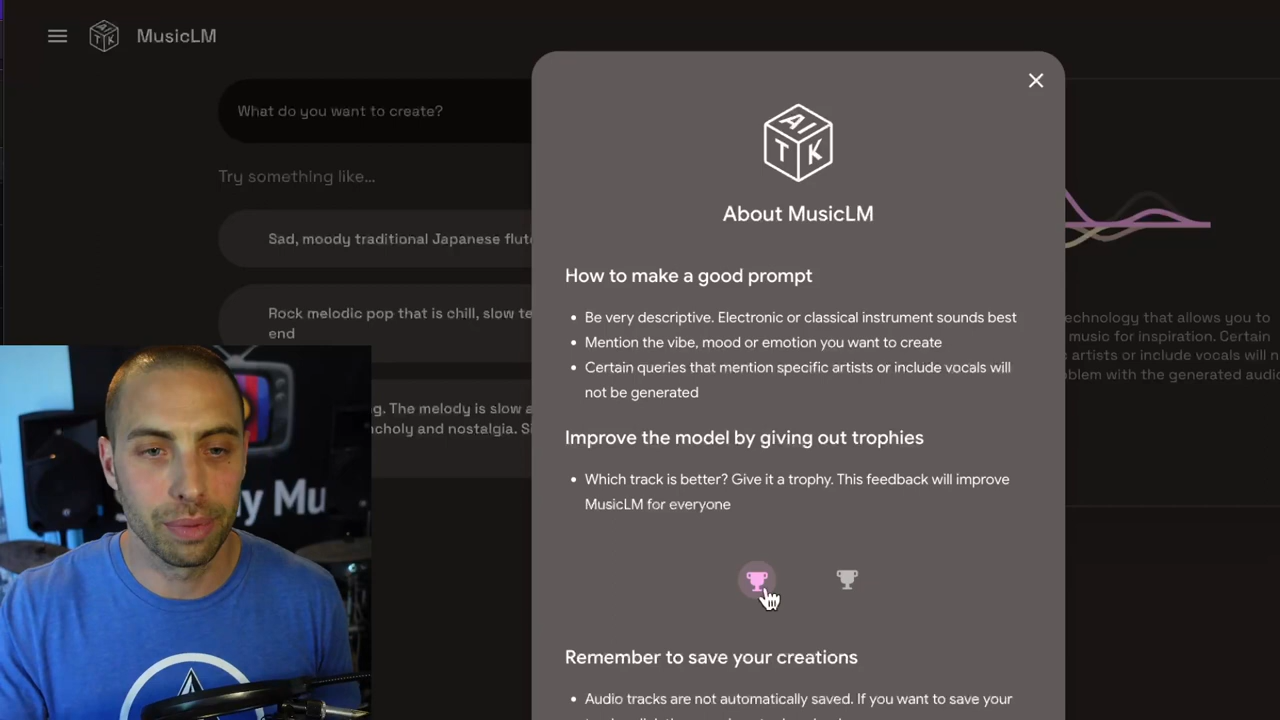 MusicLM
What do you want to create?
Try something like...
Sad, moody traditional Japanese flut
Rock melodic pop that is chill, slow te
end
g. The melody is slow a
ncholy and nostalgia. Si
AI
T K
About MusicLM
How to make a good prompt
• Be very descriptive. Electronic or classical instrument sounds best
• Mention the vibe, mood or emotion you want to create
• Certain queries that mention specific artists or include vocals will
not be generated
Improve the model by giving out trophies
• Which track is better? Give it a trophy. This feedback will improve
MusicLM for everyone
Remember to save your creations
• Audio tracks are not automatically saved. If you want to save your
echnology that allows you to
music for inspiration. Certain
artists or include vocals will n
blem with the generated audio
y Mu